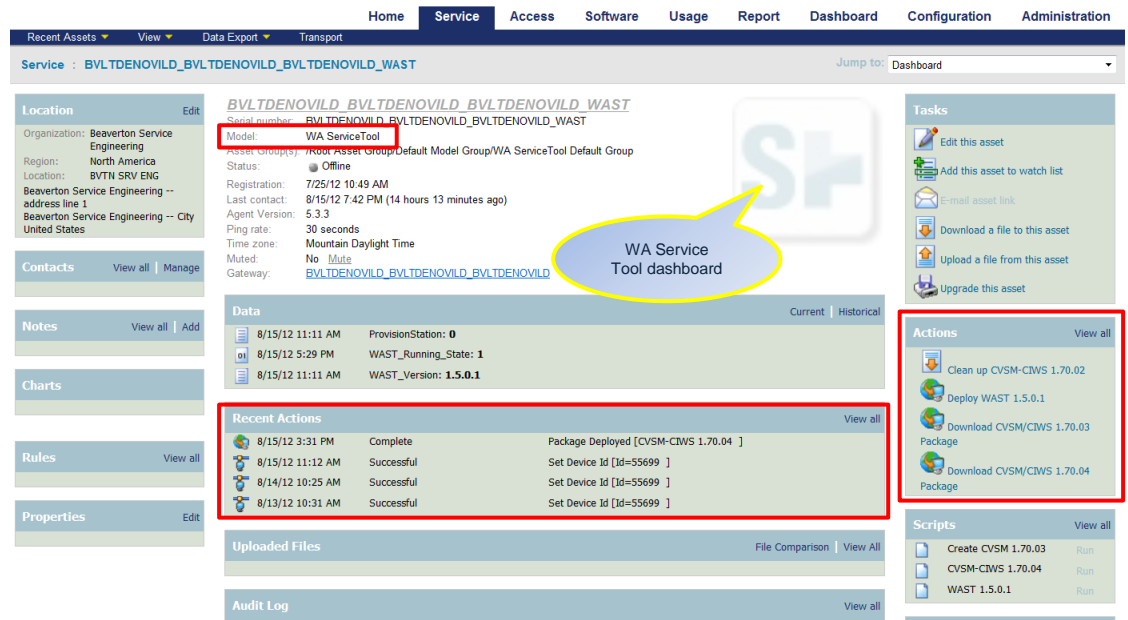 Home Service Access Software Usage Report Dashboard Configuration Administration
Recent Assets View Data Export Transport
Service : BVLTDENOVILD_BVLTDENOVILD_BVLTDENOVILD_WAST
Jump to: Dashboard
Location Edit
Organization: Beaverton Service
Engineering
Region: North America
Location: BVTN SRV ENG
Beaverton Service Engineering --
address line 1
Beaverton Service Engineering -- City
United States
Contacts View all | Manage
Notes View all | Add
Charts
Rules View all
Properties Edit
BVLTDENOVILD_BVLTDENOVILD_BVLTDENOVILD_WAST
Serial number: BVLTDENOVILD_BVLTDENOVILD_BVLTDENOVILD_WAST
Model: WA ServiceTool
Asset Group(s): /Root Asset Group/Default Model Group/WA ServiceTool Default Group
Status: Offline
Registration: 7/25/12 10:49 AM
Last contact: 8/15/12 7:42 PM (14 hours 13 minutes ago)
Agent Version: 5.3.3
Ping rate: 30 seconds
Time zone: Mountain Daylight Time
Muted: No Mute
Gateway: BVLTDENOVILD_BVLTDENOVILD_BVLTDENOVILD
S
WA Service
Tool dashboard
Data Current | Historical
8/15/12 11:11 AM ProvisionStation: 0
01 8/15/12 5:29 PM WAST_Running_State: 1
8/15/12 11:11 AM WAST_Version: 1.5.0.1
Recent Actions View all
8/15/12 3:31 PM Complete Package Deployed [CVSM-CIWS 1.70.04 ]
8/15/12 11:12 AM Successful Set Device Id [Id=55699 ]
8/14/12 10:25 AM Successful Set Device Id [Id=55699 ]
8/13/12 10:31 AM Successful Set Device Id [Id=55699 ]
Uploaded Files File Comparison | View All
Audit Log View all
Tasks
Edit this asset
Add this asset to watch list
E-mail asset link
Download a file to this asset
Upload a file from this asset
Upgrade this asset
Actions View all
Clean up CVSM-CIWS 1.70.02
Deploy WAST 1.5.0.1
Download CVSM/CIWS 1.70.03
Package
Download CVSM/CIWS 1.70.04
Package
Scripts View all
Create CVSM 1.70.03 Run
CVSM-CIWS 1.70.04 Run
WAST 1.5.0.1 Run